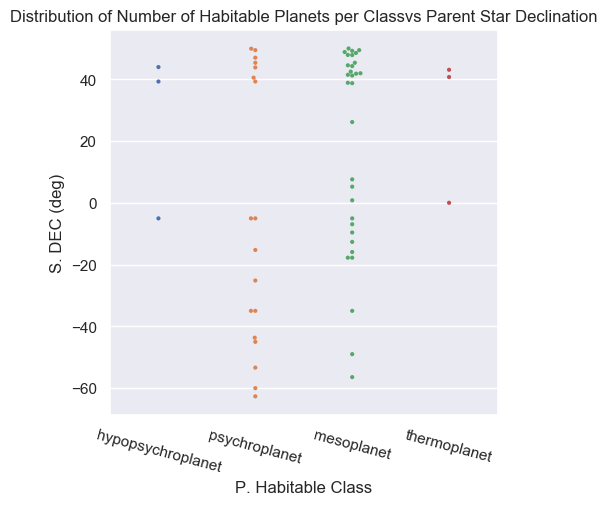 Distribution of Number of Habitable Planets per Classvs Parent Star Declination
S. DEC (deg)
40
20
0
−20
−40
−60
hypopsychroplanet
psychroplanet
mesoplanet
thermoplanet
P. Habitable Class